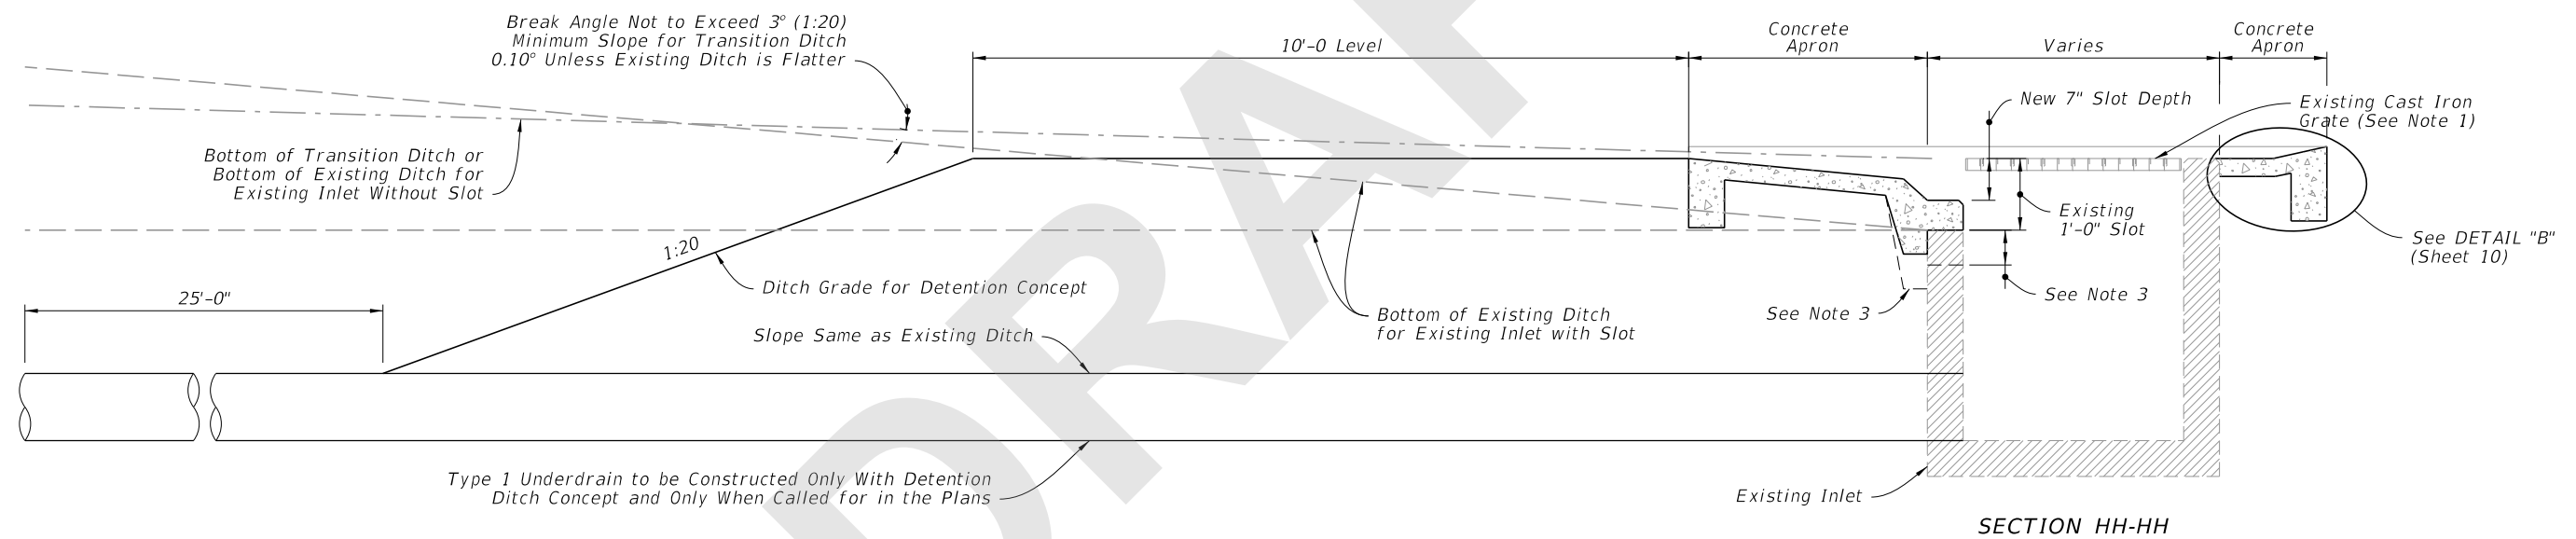 Break Angle Not to Exceed 3° (1:20)
Minimum Slope for Transition Ditch
0.10° Unless Existing Ditch is Flatter
10'-0 Level
Concrete
Apron
Varies
Concrete
Apron
New 7" Slot Depth
Existing Cast Iron
Grate (See Note 1)
Bottom of Transition Ditch or
Bottom of Existing Ditch for
Existing Inlet Without Slot
Existing
1'-0" Slot
See DETAIL "B"
(Sheet 10)
1:20
25'-0"
Ditch Grade for Detention Concept
Bottom of Existing Ditch
for Existing Inlet with Slot
See Note 3
See Note 3
Slope Same as Existing Ditch
Type 1 Underdrain to be Constructed Only With Detention
Ditch Concept and Only When Called for in the Plans
Existing Inlet
SECTION HH-HH
DRAF